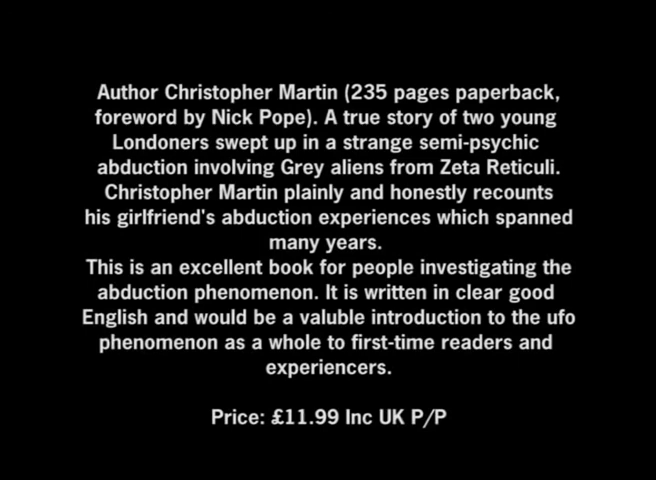 Author Christopher Martin (235 pages paperback,
foreword by Nick Pope). A true story of two young
Londoners swept up in a strange semi-psychic
abduction involving Grey aliens from Zeta Reticuli.
Christopher Martin plainly and honestly recounts
his girlfriend's abduction experiences which spanned
many years.
This is an excellent book for people investigating the
abduction phenomenon. It is written in clear good
English and would be a valuble introduction to the ufo
phenomenon as a whole to first-time readers and
experiencers.
Price: £11.99 Inc UK P/P